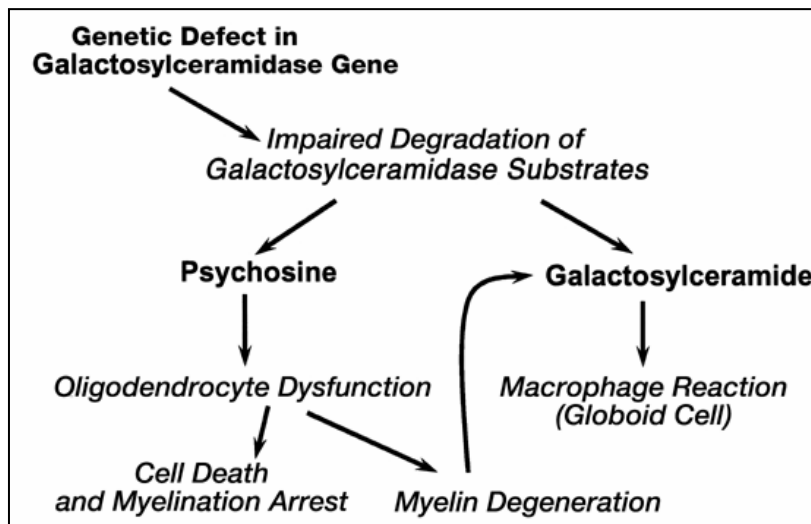 Genetic Defect in
Galactosylceramidase Gene
Impaired Degradation of
Galactosylceramidase Substrates
Psychosine
Galactosylceramide
Oligodendrocyte Dysfunction
Macrophage Reaction
(Globoid Cell)
Cell Death
and Myelination Arrest
Myelin Degeneration